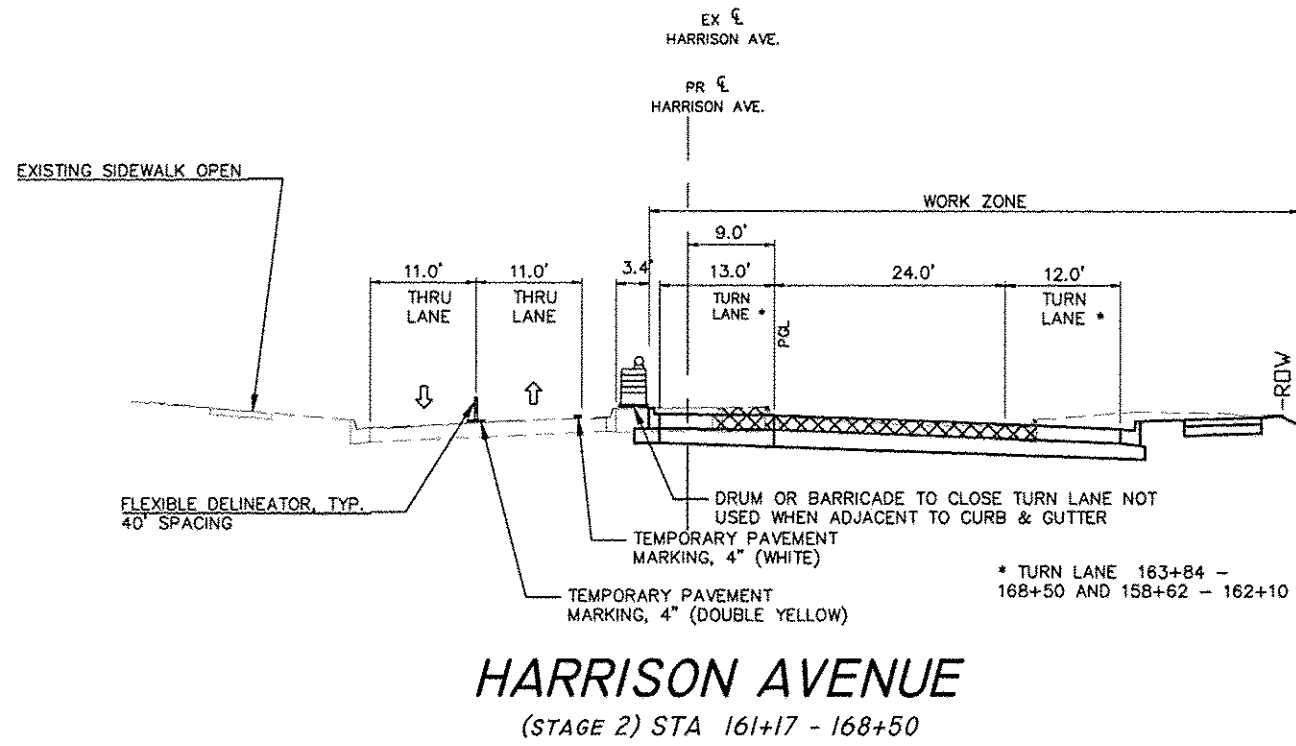 EX ℄
HARRISON AVE.
PR ℄
HARRISON AVE.
EXISTING SIDEWALK OPEN
WORK ZONE
9.0'
11.0'
THRU
LANE
11.0'
THRU
LANE
3.4'
13.0'
TURN
LANE *
24.0'
12.0'
TURN
LANE *
PGL
ROW
FLEXIBLE DELINEATOR, TYP.
40' SPACING
DRUM OR BARRICADE TO CLOSE TURN LANE NOT
USED WHEN ADJACENT TO CURB & GUTTER
TEMPORARY PAVEMENT
MARKING, 4" (WHITE)
TEMPORARY PAVEMENT
MARKING, 4" (DOUBLE YELLOW)
* TURN LANE 163+84 -
168+50 AND 158+62 - 162+10
HARRISON AVENUE
(STAGE 2) STA 161+17 - 168+50